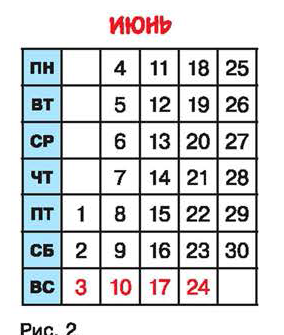 ИЮНЬ
ПН 4 11 18 25
ВТ 5 12 19 26
СР 6 13 20 27
ЧТ 7 14 21 28
ПТ 1 8 15 22 29
СБ 2 9 16 23 30
ВС 3 10 17 24
Рис. 2